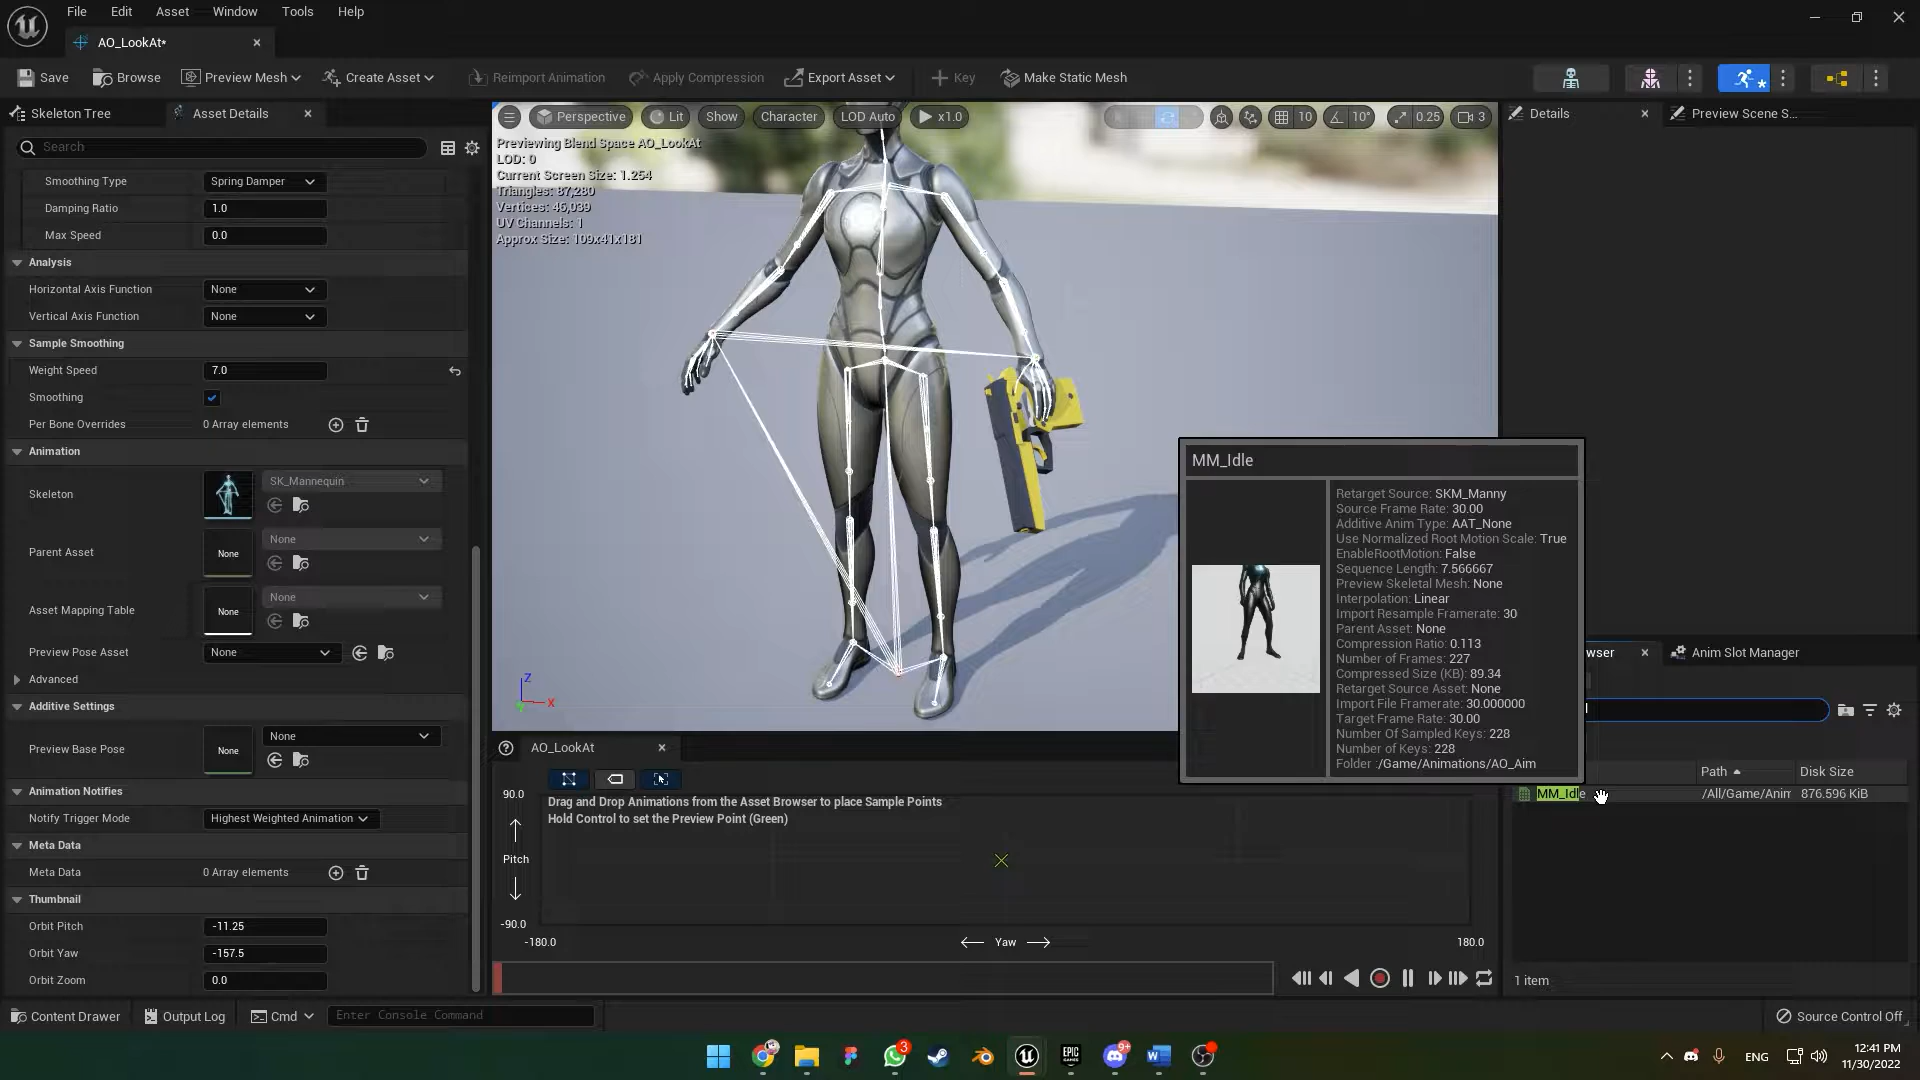 File Edit Asset Window Tools Help
AO_LookAt*
Save Browse Preview Mesh Create Asset Reimport Animation Apply Compression Export Asset Key Make Static Mesh
Skeleton Tree Asset Details
Search
Smoothing Type Spring Damper
Damping Ratio 1.0
Max Speed 0.0
Analysis
Horizontal Axis Function None
Vertical Axis Function None
Sample Smoothing
Weight Speed 7.0
Smoothing
Per Bone Overrides 0 Array elements
Animation
Skeleton SK_Mannequin
Parent Asset None None
Asset Mapping Table None None
Preview Pose Asset None
Advanced
Additive Settings
Preview Base Pose None None
Animation Notifies
Notify Trigger Mode Highest Weighted Animation
Meta Data
Meta Data 0 Array elements
Thumbnail
Orbit Pitch -11.25
Orbit Yaw -157.5
Orbit Zoom 0.0
Perspective Lit Show Character LOD Auto x1.0 10 10° 0.25 3
Previewing Blend Space AO_LookAt
LOD: 0
Current Screen Size: 1.254
Triangles: 87,280
Vertices: 46,039
UV Channels: 1
Approx Size: 109x41x181
Z
X
Y
AO_LookAt
90.0
Drag and Drop Animations from the Asset Browser to place Sample Points
Hold Control to set the Preview Point (Green)
Pitch
-90.0
-180.0 Yaw 180.0
MM_Idle
Retarget Source: SKM_Manny
Source Frame Rate: 30.00
Additive Anim Type: AAT_None
Use Normalized Root Motion Scale: True
EnableRootMotion: False
Sequence Length: 7.566667
Preview Skeletal Mesh: None
Interpolation: Linear
Import Resample Framerate: 30
Parent Asset: None
Compression Ratio: 0.113
Number of Frames: 227
Compressed Size (KB): 89.34
Retarget Source Asset: None
Import File Framerate: 30.000000
Target Frame Rate: 30.00
Number Of Sampled Keys: 228
Number of Keys: 228
Folder :/Game/Animations/AO_Aim
Details Preview Scene S...
wser Anim Slot Manager
l
Path Disk Size
MM_Idle /All/Game/Anim 876.596 KiB
1 item
Content Drawer Output Log Cmd Enter Console Command Source Control Off
3 EPIC GAMES 9+ ENG 12:41 PM
11/30/2022